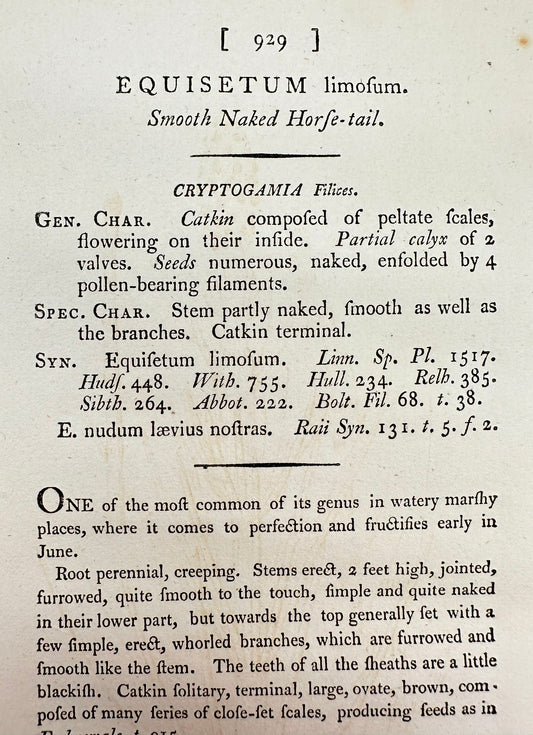 [ 929 ]
EQUISETUM limoſum.
Smooth Naked Horſe-tail.
CRYPTOGAMIA Filices.
GEN. CHAR. Catkin compoſed of peltate ſcales,
flowering on their inſide. Partial calyx of 2
valves. Seeds numerous, naked, enfolded by 4
pollen-bearing filaments.
SPEC. CHAR. Stem partly naked, ſmooth as well as
the branches. Catkin terminal.
SYN. Equiſetum limoſum. Linn. Sp. Pl. 1517.
Hudſ. 448. With. 755. Hull. 234. Relh. 385.
Sibth. 264. Abbot. 222. Bolt. Fil. 68. t. 38.
E. nudum lævius noſtras. Raii Syn. 131. t. 5. f. 2.
ONE of the moſt common of its genus in watery marſhy
places, where it comes to perfection and fructifies early in
June.
Root perennial, creeping. Stems erect, 2 feet high, jointed,
furrowed, quite ſmooth to the touch, ſimple and quite naked
in their lower part, but towards the top generally ſet with a
few ſimple, erect, whorled branches, which are furrowed and
ſmooth like the ſtem. The teeth of all the ſheaths are a little
blackiſh. Catkin ſolitary, terminal, large, ovate, brown, com-
poſed of many ſeries of cloſe-ſet ſcales, producing ſeeds as in